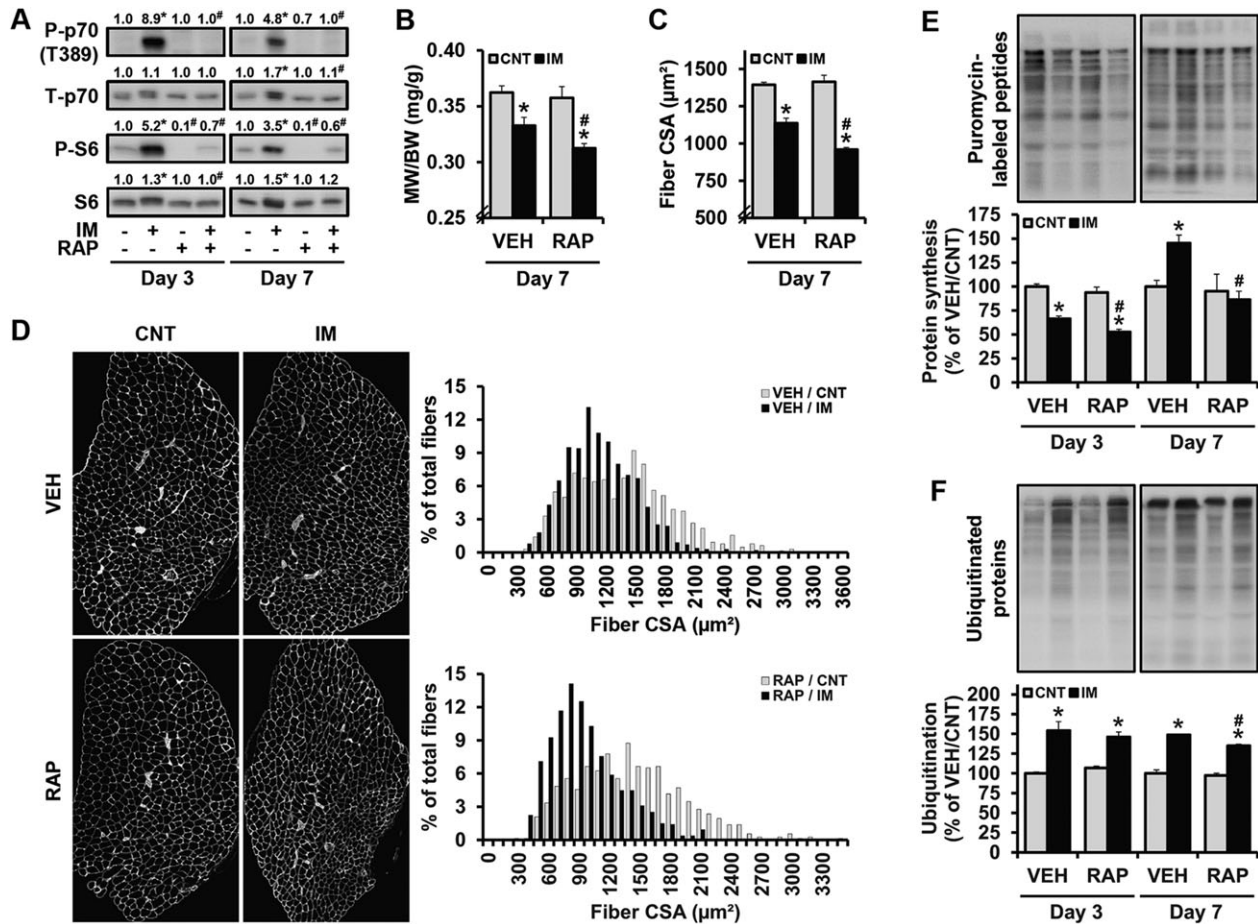 A
P-p70
(T389)
1.0 8.9* 1.0 1.0# 1.0 4.8* 0.7 1.0#
T-p70
1.0 1.1 1.0 1.0 1.0 1.7* 1.0 1.1#
P-S6
1.0 5.2* 0.1# 0.7# 1.0 3.5* 0.1# 0.6#
S6
1.0 1.3* 1.0 1.0# 1.0 1.5* 1.0 1.2
IM - + - + - + - +
RAP - - + + - - + +
Day 3 Day 7
B
CNT IM
MW/BW (mg/g)
0.40
0.35
0.30
0.25
*
#
*
VEH RAP
Day 7
C
CNT IM
Fiber CSA (µm²)
1500
1250
1000
750
500
*
#
*
VEH RAP
Day 7
D
CNT IM
VEH
RAP
% of total fibers
15
12
9
6
3
0
VEH / CNT
VEH / IM
0 300 600 900 1200 1500 1800 2100 2400 2700 3000 3300 3600
Fiber CSA (µm²)
% of total fibers
15
12
9
6
3
0
RAP / CNT
RAP / IM
0 300 600 900 1200 1500 1800 2100 2400 2700 3000 3300 3600
Fiber CSA (µm²)
E
Puromycin-
labeled peptides
Protein synthesis
(% of VEH/CNT)
175
150
125
100
75
50
25
0
CNT IM
*
#
*
*
#
VEH RAP VEH RAP
Day 3 Day 7
F
Ubiquitinated
proteins
Ubiquitination
(% of VEH/CNT)
200
175
150
125
100
75
50
25
0
CNT IM
*
*
*
#
*
VEH RAP VEH RAP
Day 3 Day 7